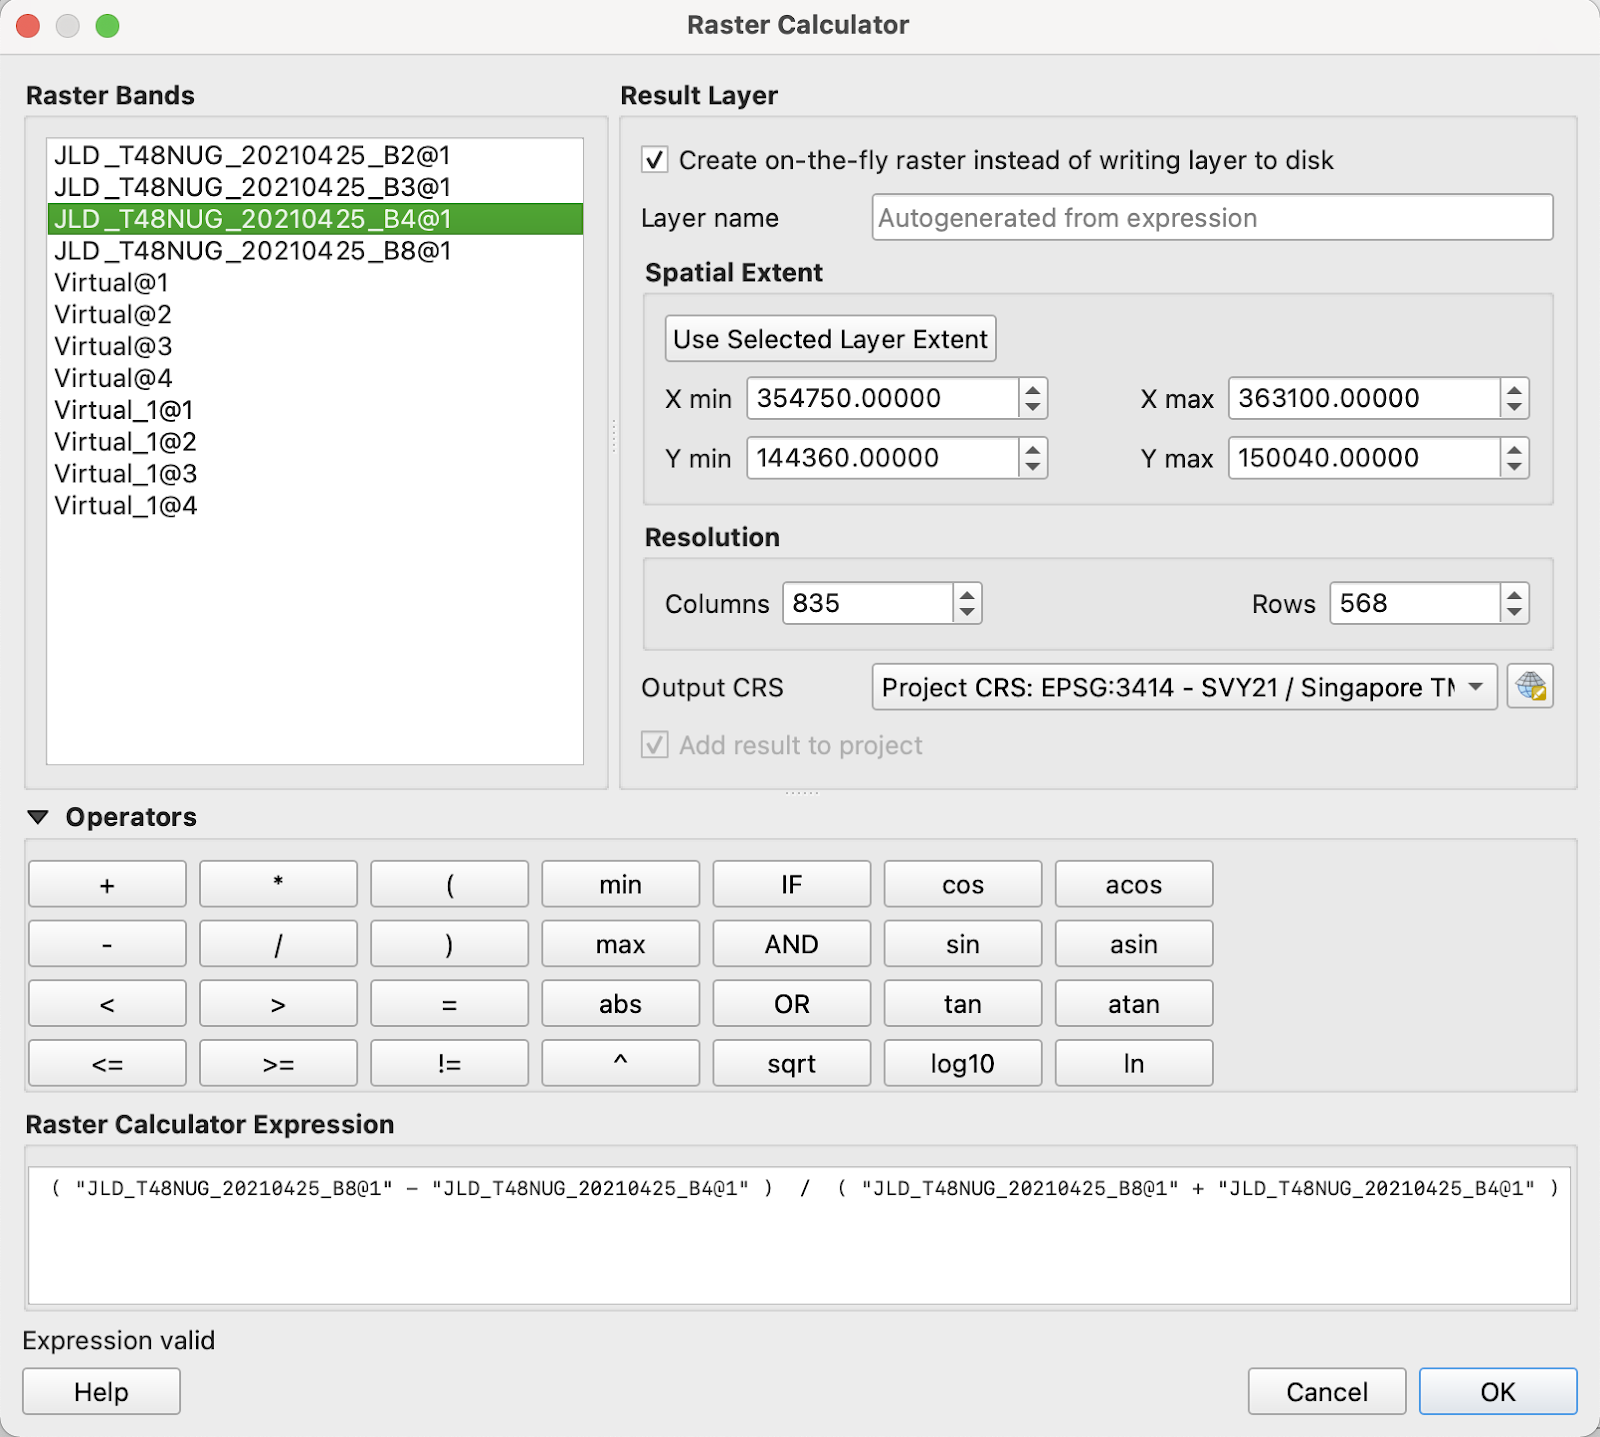 Raster Calculator
Raster Bands
JLD_T48NUG_20210425_B2@1
JLD_T48NUG_20210425_B3@1
JLD_T48NUG_20210425_B4@1
JLD_T48NUG_20210425_B8@1
Virtual@1
Virtual@2
Virtual@3
Virtual@4
Virtual_1@1
Virtual_1@2
Virtual_1@3
Virtual_1@4
Result Layer
Create on-the-fly raster instead of writing layer to disk
Layer name Autogenerated from expression
Spatial Extent
Use Selected Layer Extent
X min 354750.00000 X max 363100.00000
Y min 144360.00000 Y max 150040.00000
Resolution
Columns 835 Rows 568
Output CRS Project CRS: EPSG:3414 - SVY21 / Singapore TM
Add result to project
Operators
+ * ( min IF cos acos
- / ) max AND sin asin
< > = abs OR tan atan
<= >= != ^ sqrt log10 ln
Raster Calculator Expression
( "JLD_T48NUG_20210425_B8@1" - "JLD_T48NUG_20210425_B4@1" ) / ( "JLD_T48NUG_20210425_B8@1" + "JLD_T48NUG_20210425_B4@1" )
Expression valid
Help Cancel OK